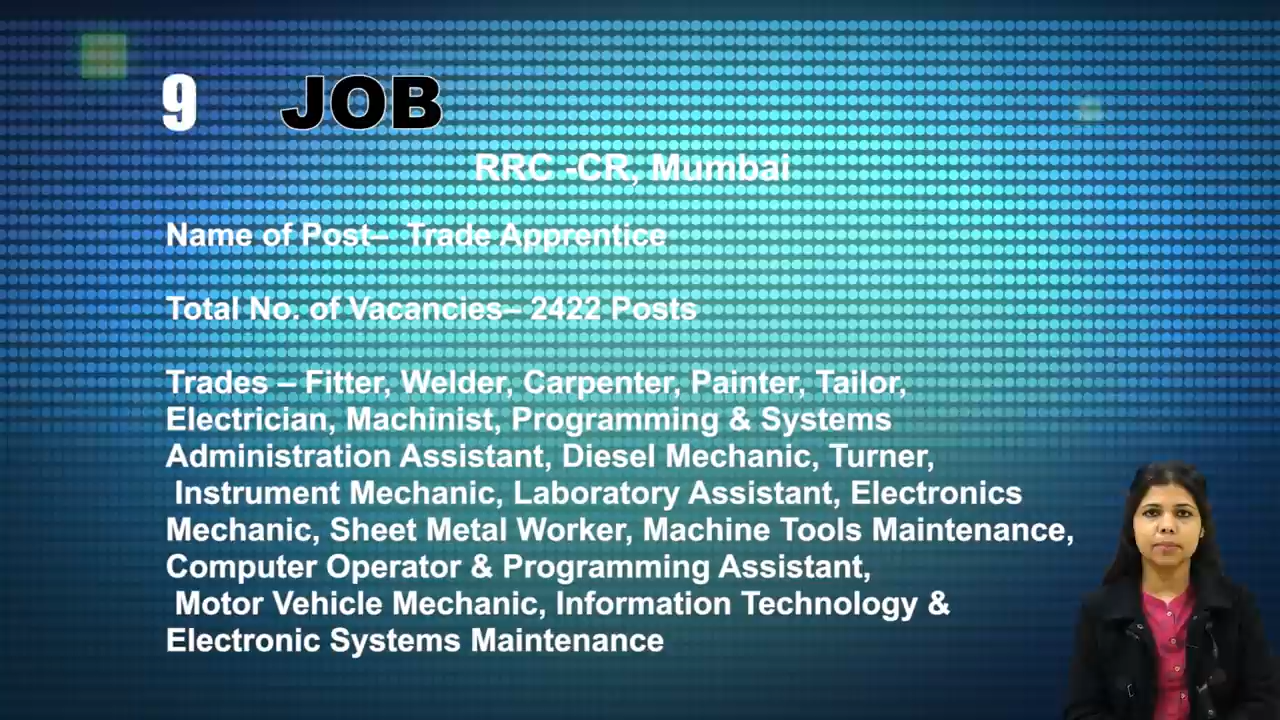 9 JOB
RRC -CR, Mumbai
Name of Post– Trade Apprentice
Total No. of Vacancies– 2422 Posts
Trades – Fitter, Welder, Carpenter, Painter, Tailor,
Electrician, Machinist, Programming & Systems
Administration Assistant, Diesel Mechanic, Turner,
Instrument Mechanic, Laboratory Assistant, Electronics
Mechanic, Sheet Metal Worker, Machine Tools Maintenance,
Computer Operator & Programming Assistant,
Motor Vehicle Mechanic, Information Technology &
Electronic Systems Maintenance